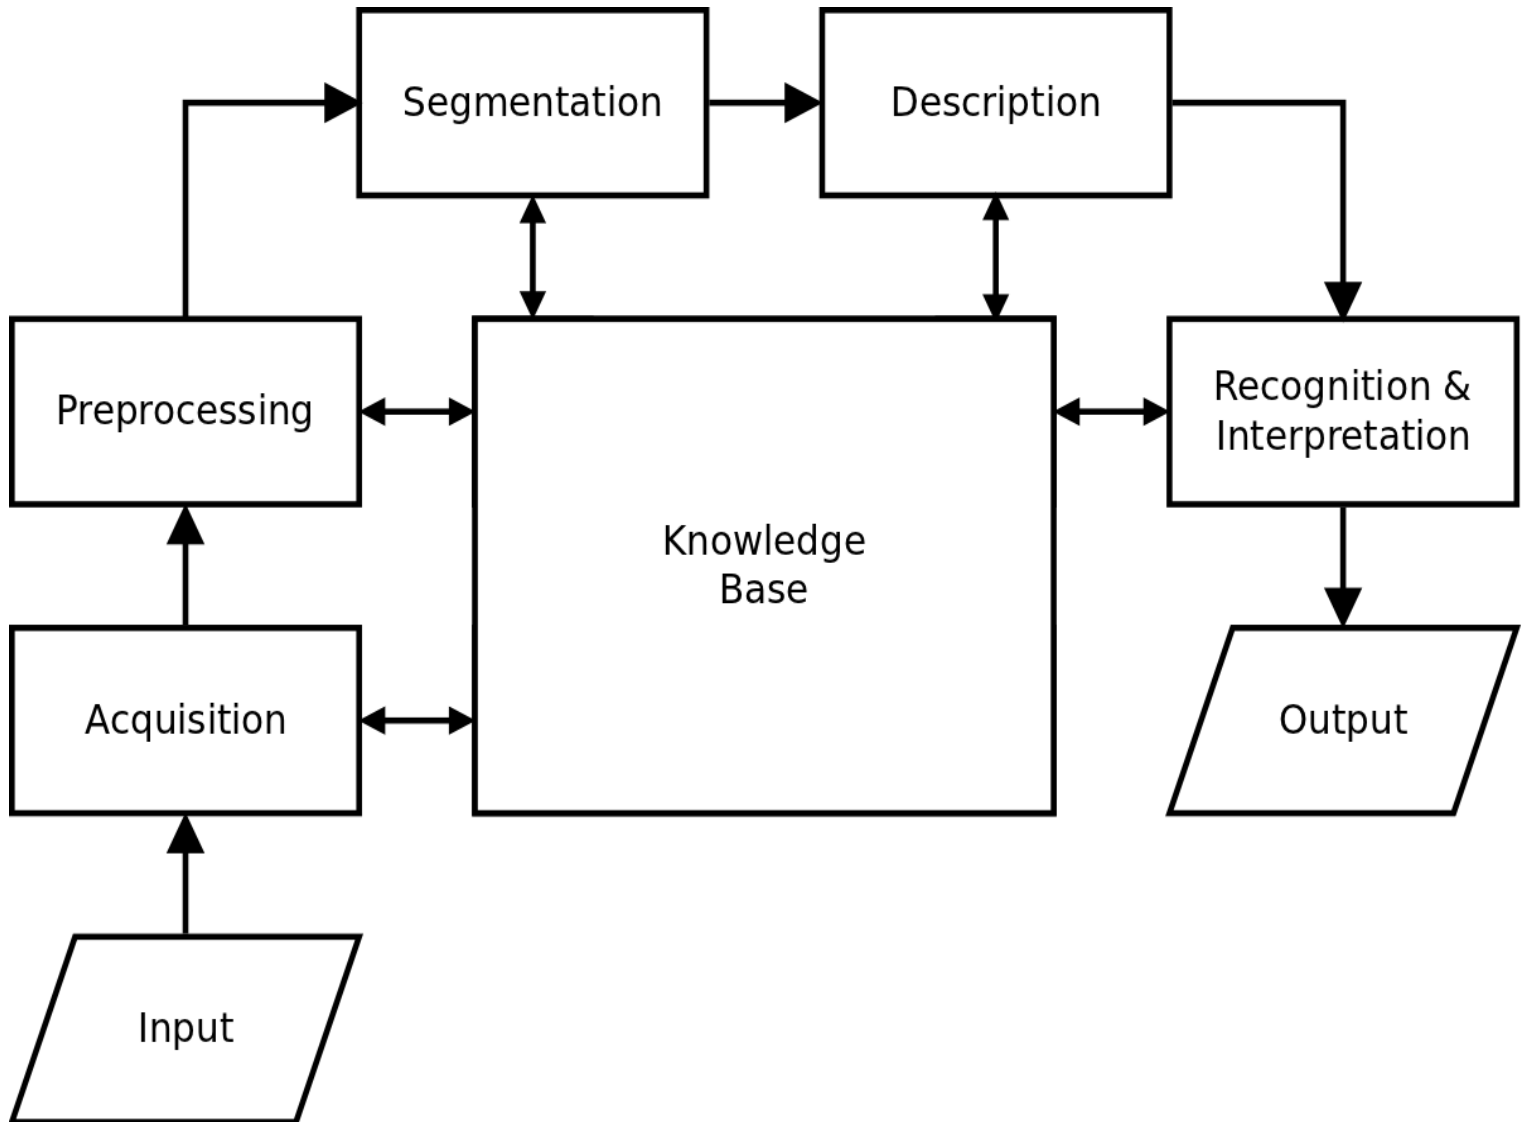 Segmentation
Description
Preprocessing
Recognition &
Interpretation
Knowledge
Base
Acquisition
Output
Input